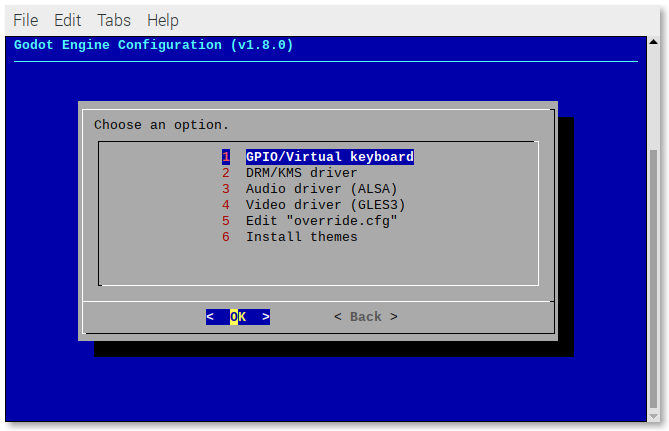 File Edit Tabs Help
Godot Engine Configuration (v1.8.0)
Choose an option.
1 GPIO/Virtual keyboard
2 DRM/KMS driver
3 Audio driver (ALSA)
4 Video driver (GLES3)
5 Edit "override.cfg"
6 Install themes
< OK > < Back >